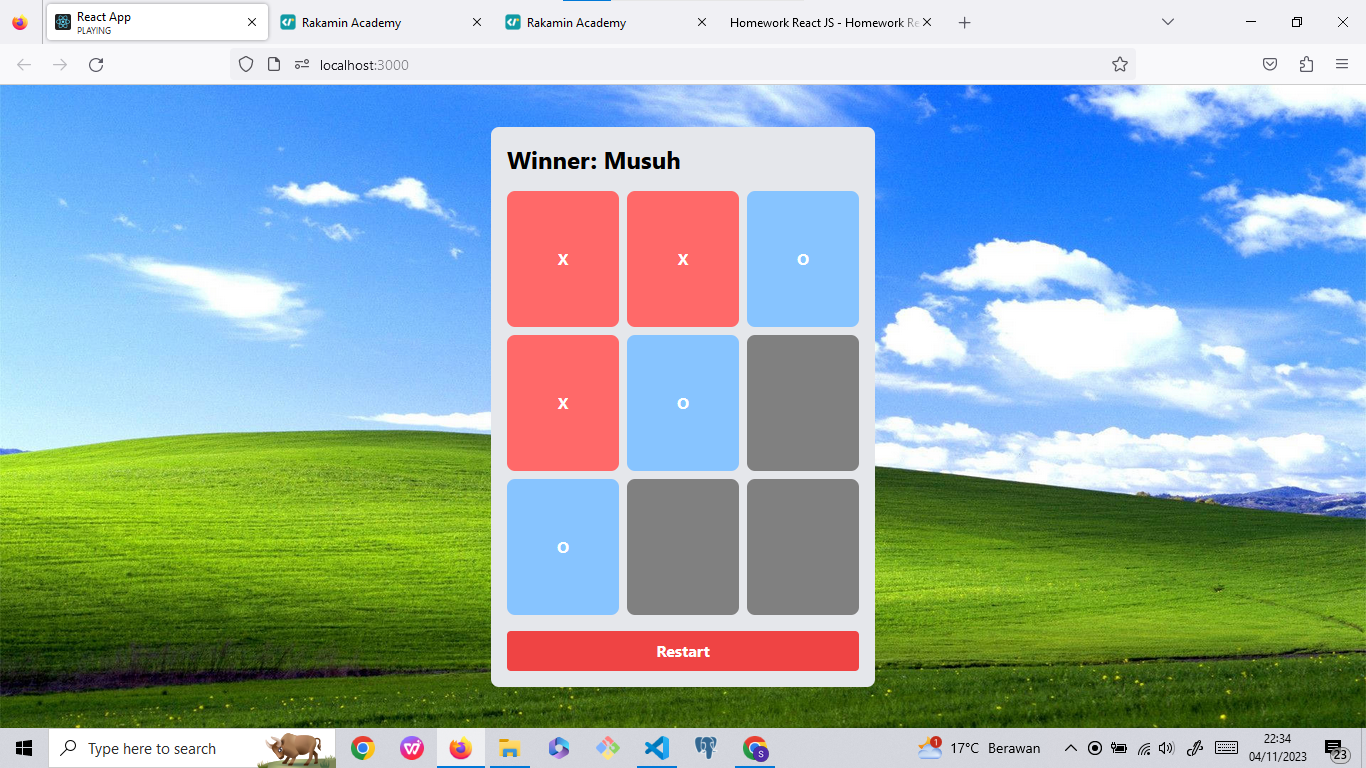 React App
PLAYING
Rakamin Academy
Rakamin Academy
Homework React JS - Homework Re
localhost:3000
Winner: Musuh
X
X
O
X
O
O
Restart
Type here to search
17°C Berawan
22:34
04/11/2023
1
S
23